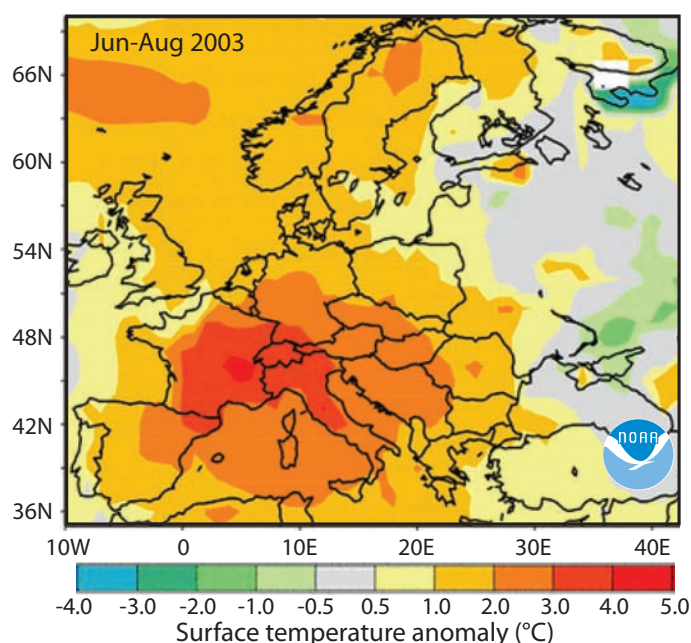 Jun-Aug 2003
66N
60N
54N
48N
42N
36N
NOAA
10W 0 10E 20E 30E 40E
-4.0 -3.0 -2.0 -1.0 -0.5 0.5 1.0 2.0 3.0 4.0 5.0
Surface temperature anomaly (°C)